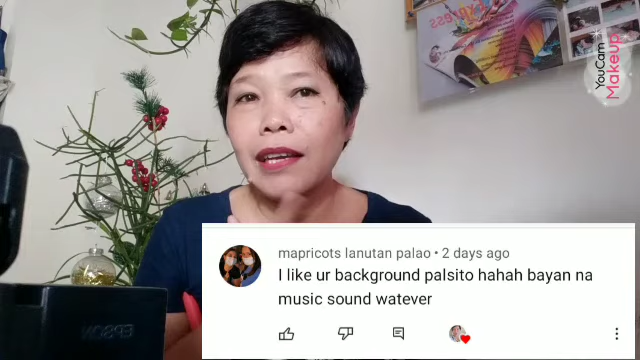 YouCam
Makeup
EXPRESS
mapricots lanutan palao • 2 days ago
I like ur background palsito hahah bayan na
music sound watever
EPSON